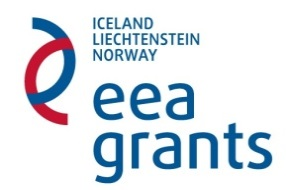 ICELAND
LIECHTENSTEIN
NORWAY
eea
grants